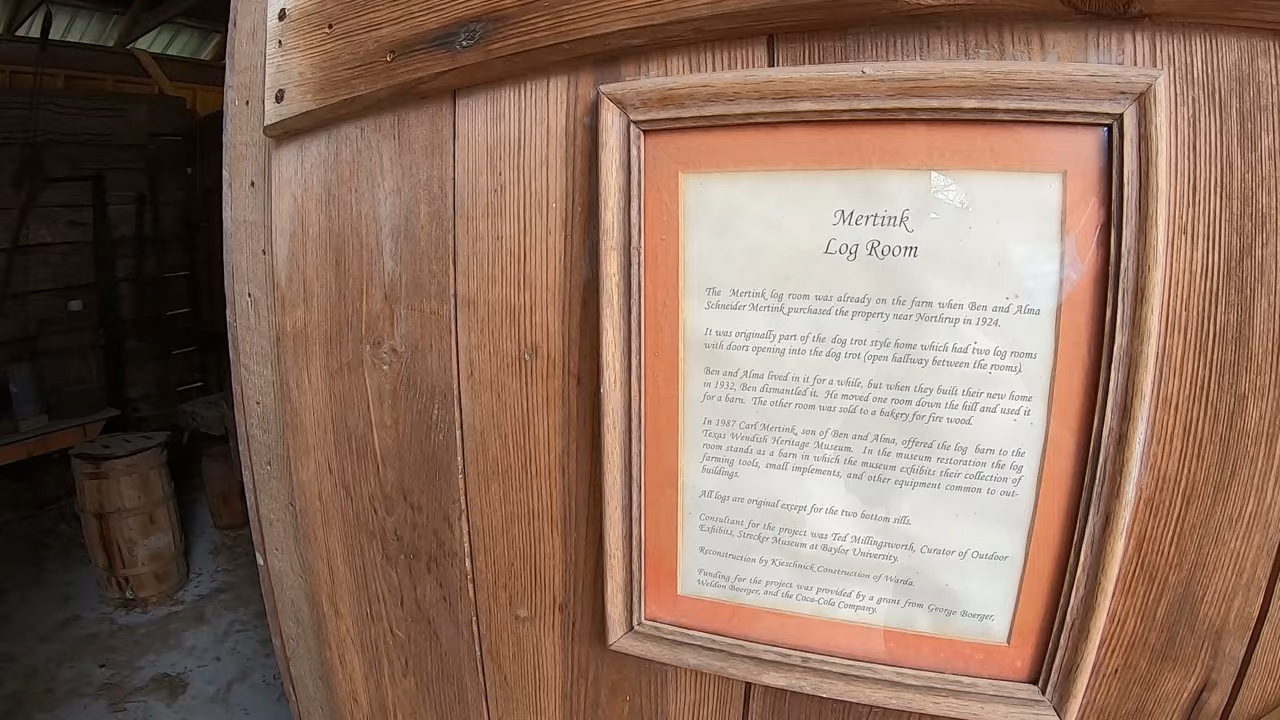 Mertink
Log Room
The Mertink log room was already on the farm when Ben and Alma
Schneider Mertink purchased the property near Northrup in 1924.
It was originally part of the dog trot style home which had two log rooms
with doors opening into the dog trot (open hallway between the rooms).
Ben and Alma lived in it for a while, but when they built their new home
in 1932, Ben dismantled it. He moved one room down the hill and used it
for a barn. The other room was sold to a bakery for fire wood.
In 1987 Carl Mertink, son of Ben and Alma, offered the log barn to the
Texas Wendish Heritage Museum. In the museum restoration the log
room stands as a barn in which the museum exhibits their collection of
farming tools, small implements, and other equipment common to out-
buildings.
All logs are original except for the two bottom sills.
Consultant for the project was Ted Millingsworth, Curator of Outdoor
Exhibits, Strecker Museum at Baylor University.
Reconstruction by Kieschnick Construction of Warda.
Funding for the project was provided by a grant from George Boerger,
Weldon Boerger, and the Coca-Cola Company.